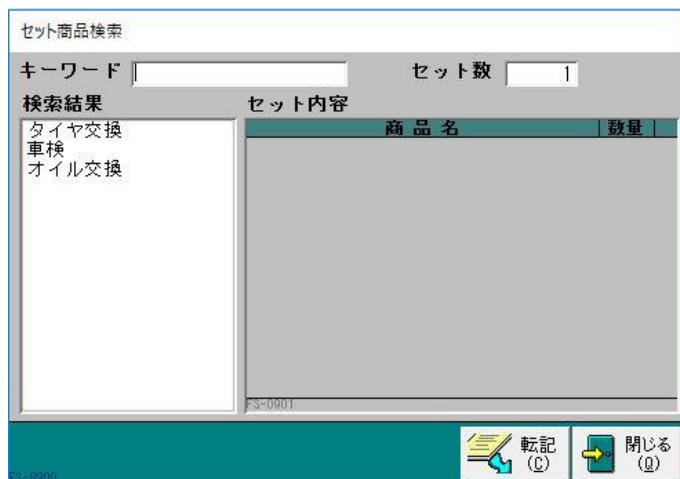 セット商品検索
キーワード セット数 1
検索結果 セット内容
商品名 数量
タイヤ交換
車検
オイル交換
FS-0901
転記 閉じる
(C) (Q)
FS-0900